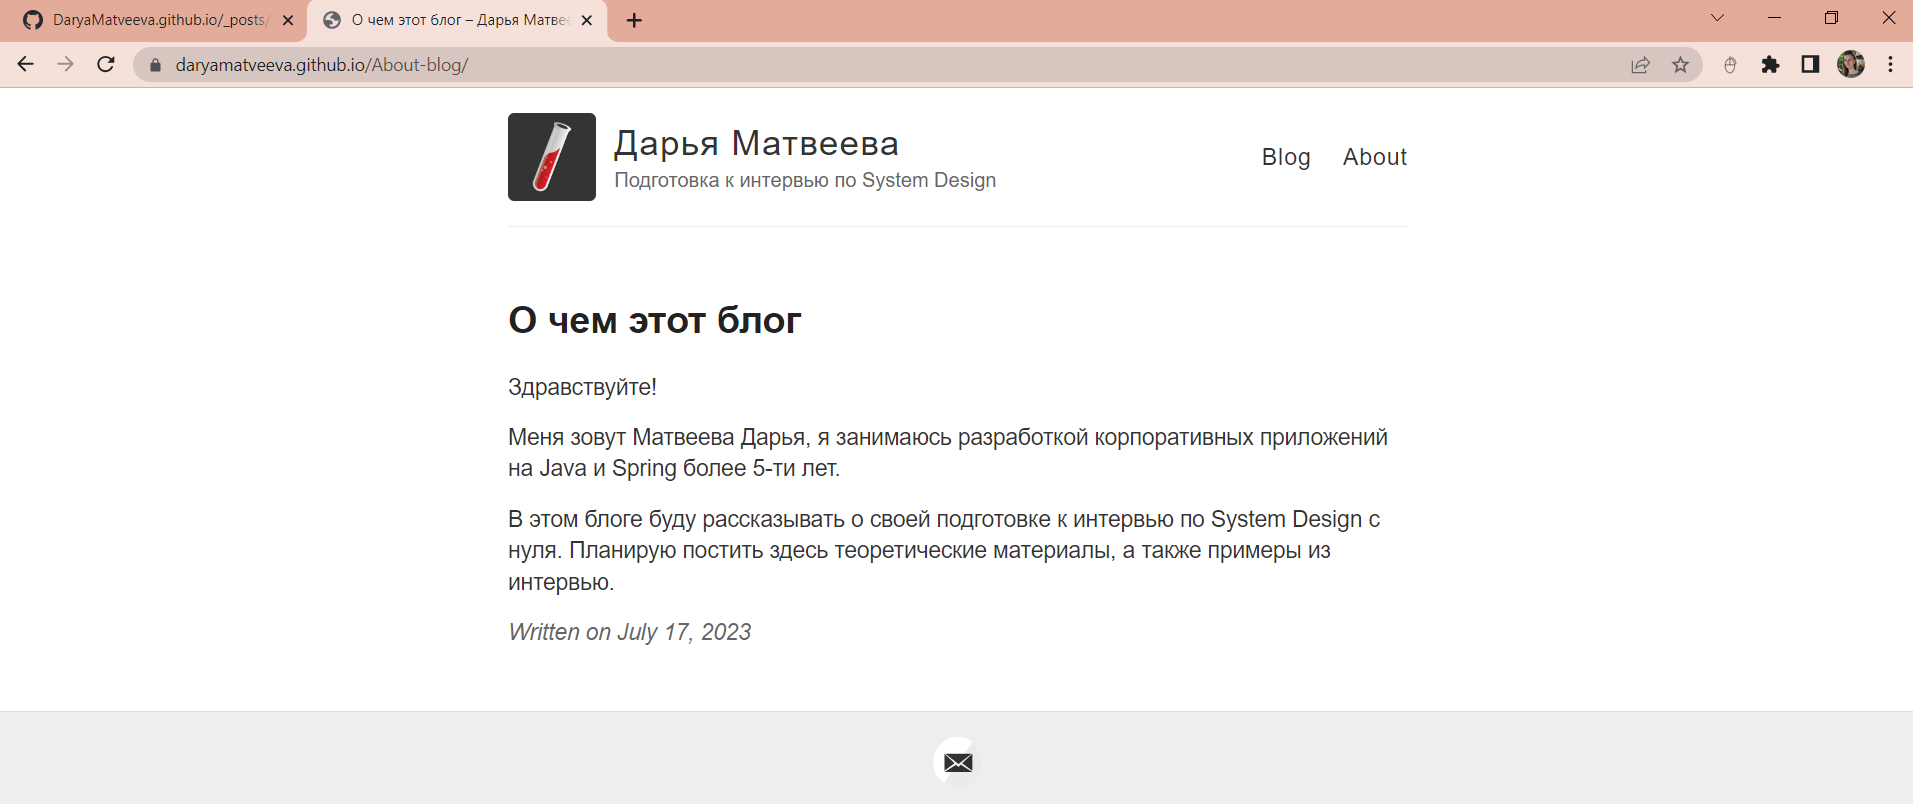 DaryaMatveeva.github.io/_posts/
О чем этот блог – Дарья Матвее
daryamatveeva.github.io/About-blog/
Дарья Матвеева
Подготовка к интервью по System Design
Blog About
О чем этот блог
Здравствуйте!
Меня зовут Матвеева Дарья, я занимаюсь разработкой корпоративных приложений
на Java и Spring более 5-ти лет.
В этом блоге буду рассказывать о своей подготовке к интервью по System Design с
нуля. Планирую постить здесь теоретические материалы, а также примеры из
интервью.
Written on July 17, 2023